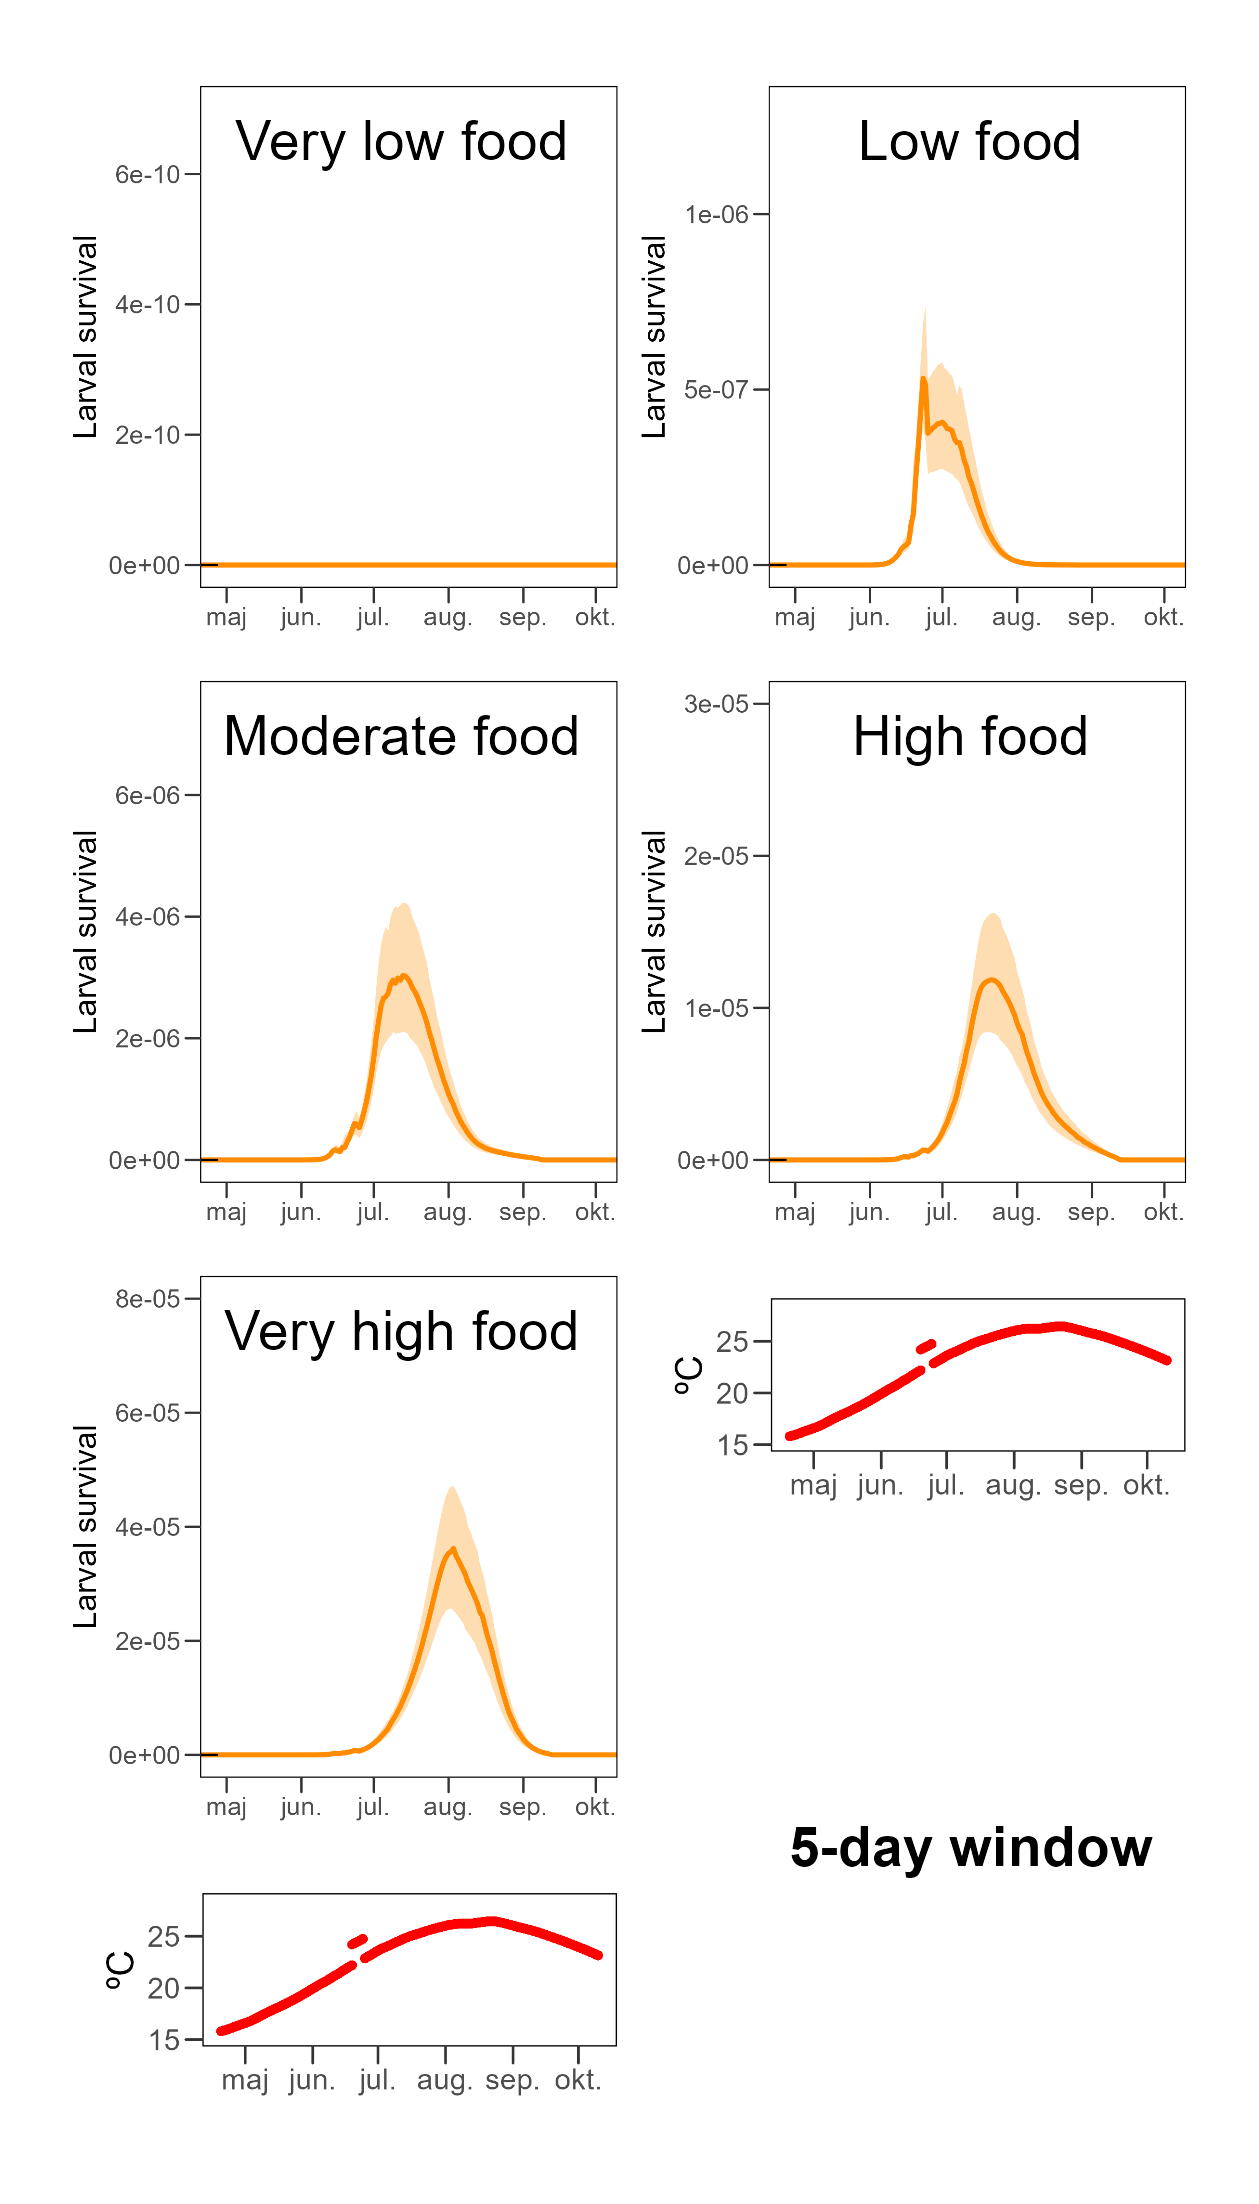 Very low food
Larval survival
6e-10
4e-10
2e-10
0e+00
maj jun. jul. aug. sep. okt.
Low food
Larval survival
1e-06
5e-07
0e+00
maj jun. jul. aug. sep. okt.
Moderate food
Larval survival
6e-06
4e-06
2e-06
0e+00
maj jun. jul. aug. sep. okt.
High food
Larval survival
3e-05
2e-05
1e-05
0e+00
maj jun. jul. aug. sep. okt.
Very high food
Larval survival
8e-05
6e-05
4e-05
2e-05
0e+00
maj jun. jul. aug. sep. okt.
ºC
25
20
15
maj jun. jul. aug. sep. okt.
5-day window
ºC
25
20
15
maj jun. jul. aug. sep. okt.